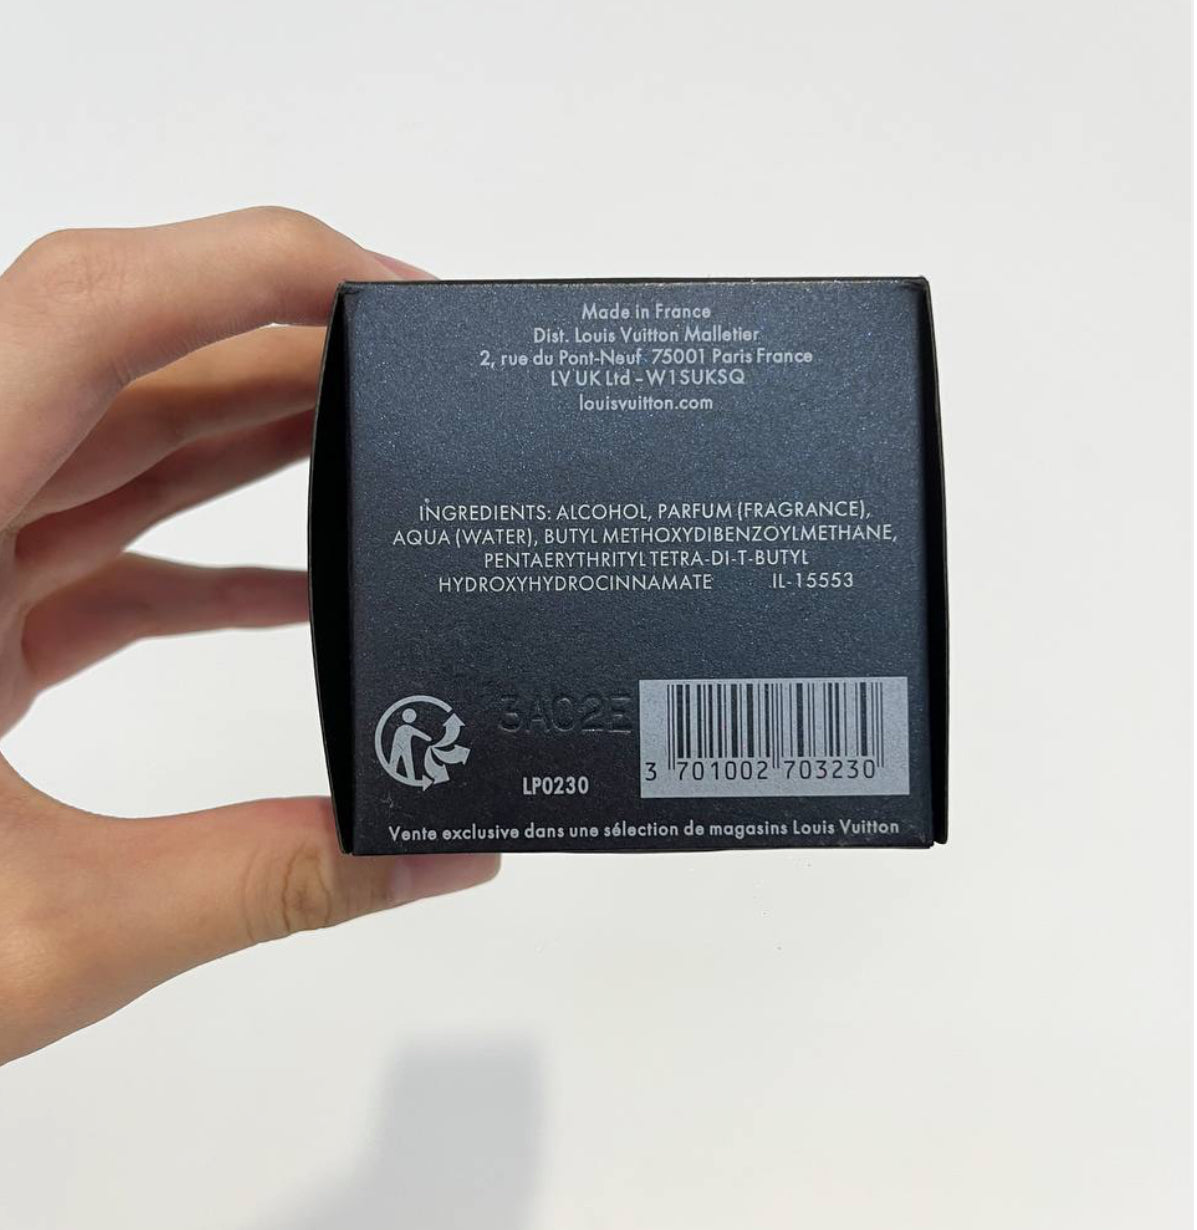 Made in France
Dist. Louis Vuitton Malletier
2, rue du Pont-Neuf 75001 Paris France
LV UK Ltd - W1SUKSQ
louisvuitton.com
INGREDIENTS: ALCOHOL, PARFUM (FRAGRANCE),
AQUA (WATER), BUTYL METHOXYDIBENZOYLMETHANE,
PENTAERYTHRITYL TETRA-DI-T-BUTYL
HYDROXYHYDROCINNAMATE IL-15553
3A02E
LP0230
3 701002 703230
Vente exclusive dans une sélection de magasins Louis Vuitton